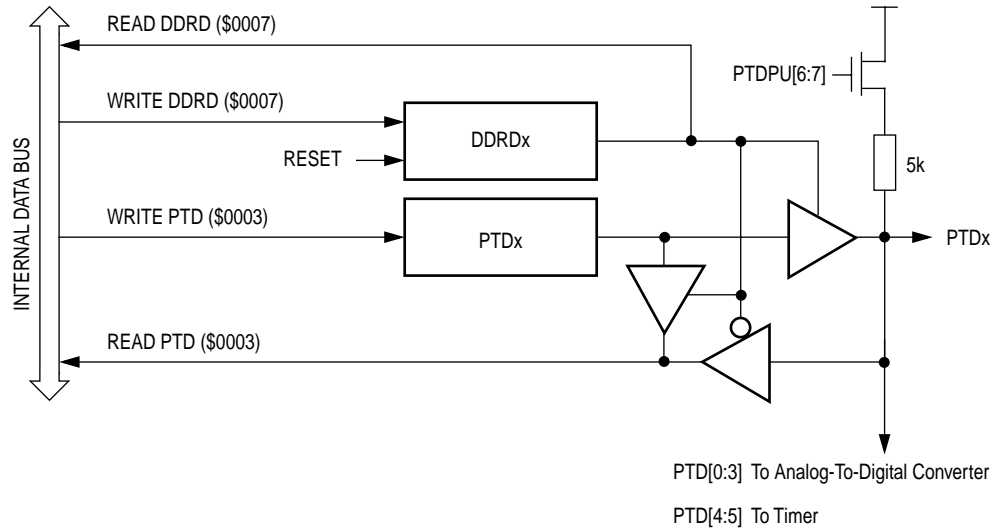 READ DDRD ($0007)
PTDPU[6:7]
WRITE DDRD ($0007)
DDRDx
RESET
5k
INTERNAL DATA BUS
WRITE PTD ($0003)
PTDx
PTDx
READ PTD ($0003)
PTD[0:3] To Analog-To-Digital Converter
PTD[4:5] To Timer